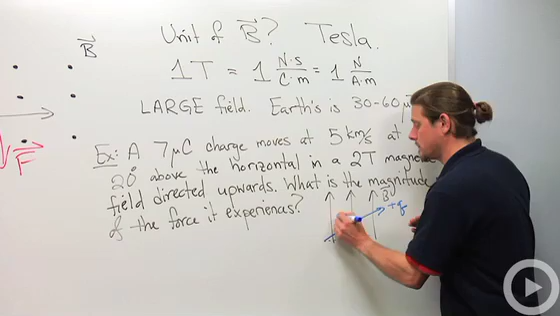 B
Unit of B? Tesla.
1T = 1 N·s/C·m = 1 N/A·m
LARGE field. Earth's is 30-60 μ
F
Ex: A 7μC charge moves at 5 km/s at
20° above the horizontal in a 2T magne
field directed upwards. What is the magnitude
of the force it experiences?
B
+q